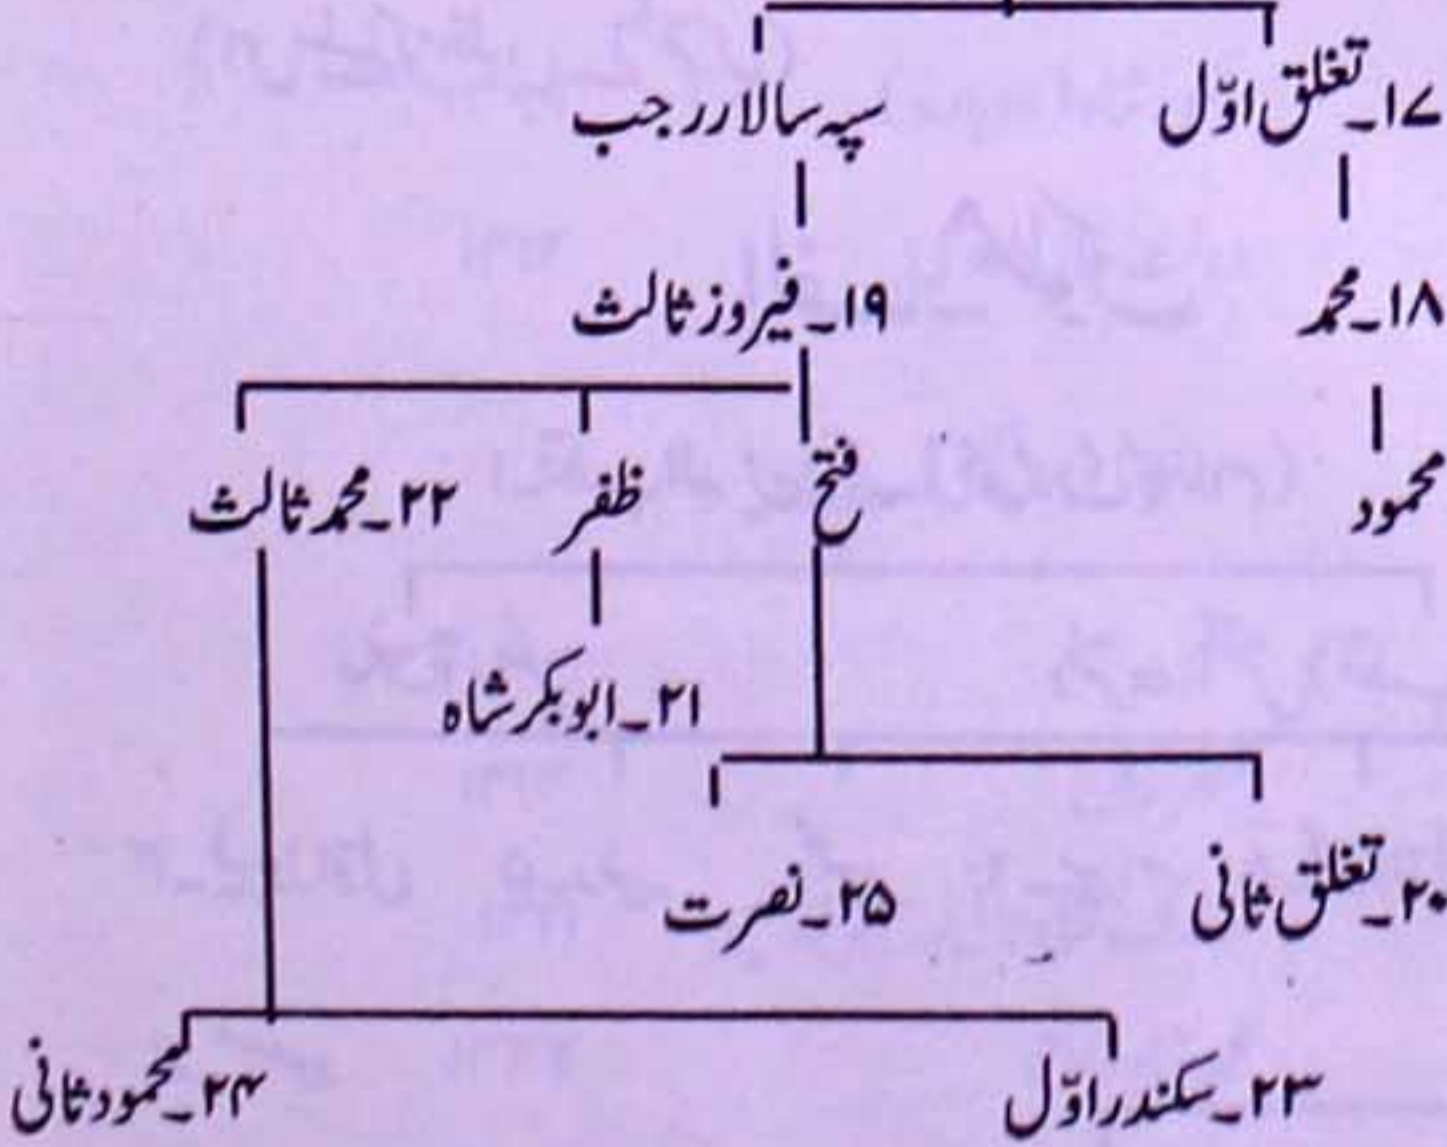 ۱۷۔تغلق اوّل سپہ سالار رجب
۱۸۔محمد ۱۹۔فیروز ثالث
محمود فتح ظفر ۲۲۔محمد ثالث
۲۱۔ابوبکر شاہ
۲۰۔تغلق ثانی ۲۵۔نصرت
۲۳۔سکندر اوّل ۲۴۔محمود ثانی